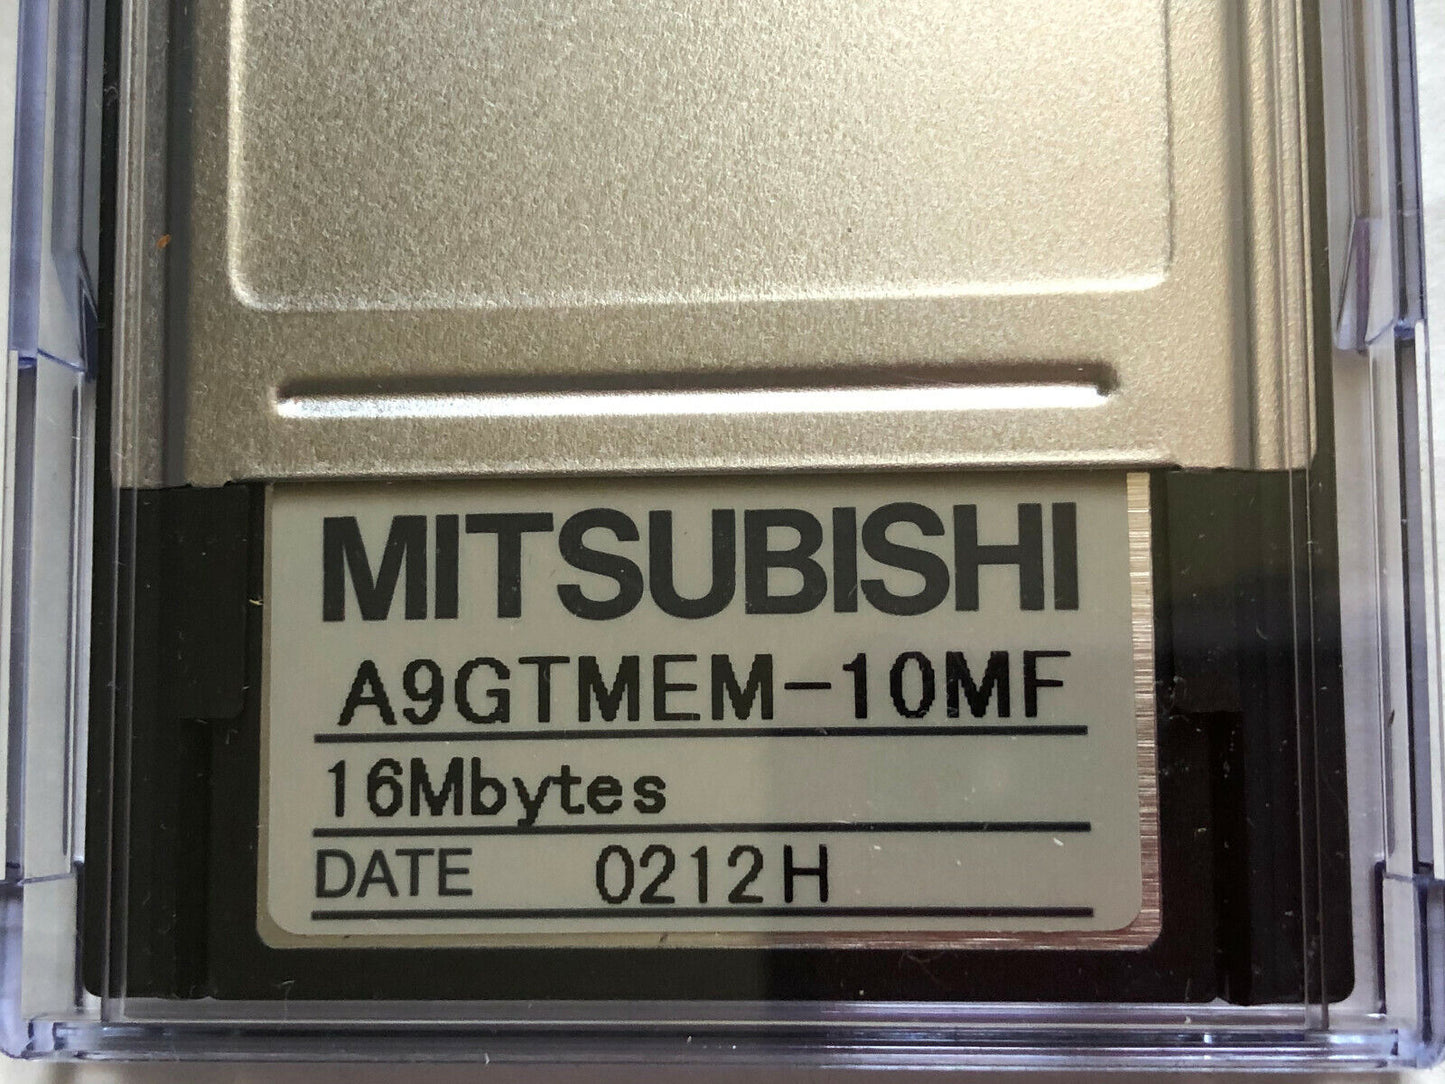 MITSUBISHI
A9GTMEM-10MF
16Mbytes
DATE 0212H